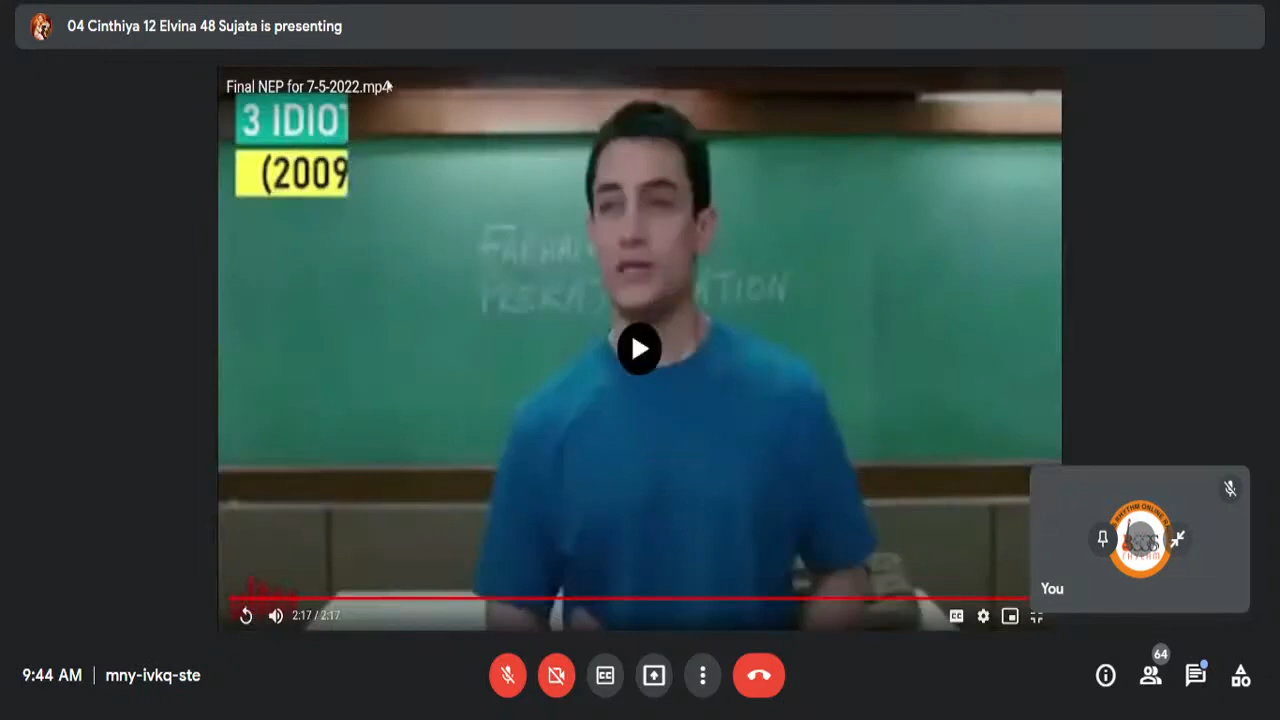 04 Cinthiya 12 Elvina 48 Sujata is presenting
Final NEP for 7-5-2022.mp4
3 IDIOT
(2009
ATION
2:17 / 2:17
You
9:44 AM | mny-ivkq-ste
64